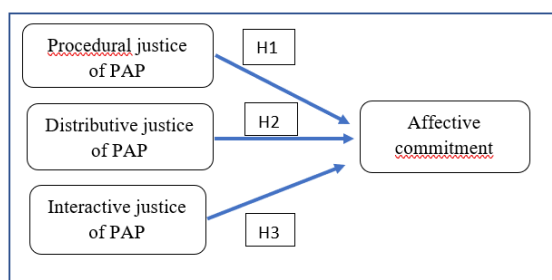 Procedural justice
of PAP
H1
Distributive justice
of PAP
H2
Affective
commitment
Interactive justice
of PAP
H3